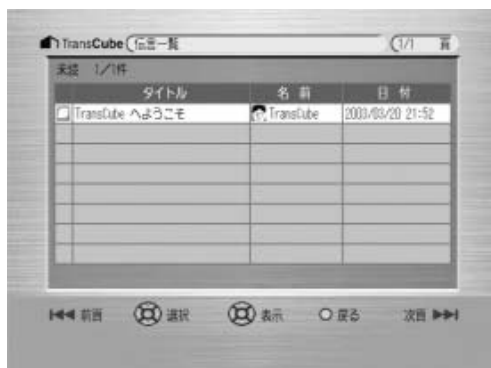 TransCube 伝言一覧 1/1 頁
未読 1/1件
タイトル 名前 日付
TransCube へようこそ TransCube 2003/03/20 21:52
前頁 選択 表示 戻る 次頁